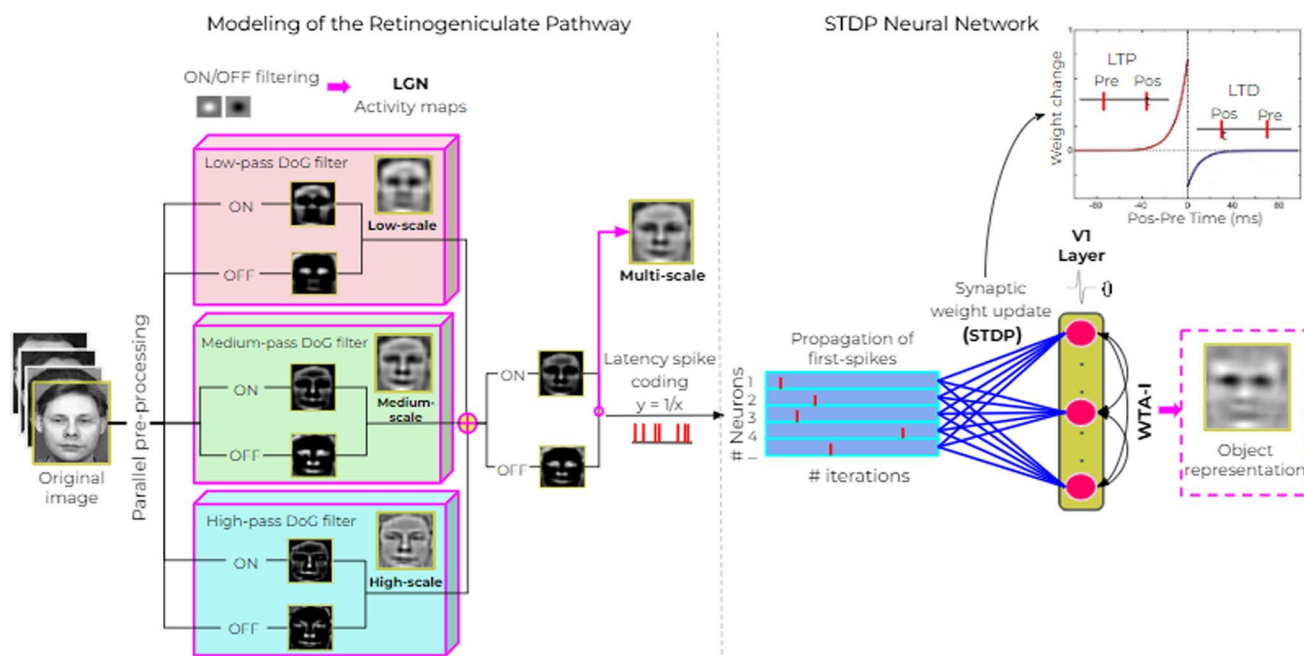 Modeling of the Retinogeniculate Pathway
ON/OFF filtering
LGN
Activity maps
Low-pass DoG filter
ON
Low-scale
OFF
Multi-scale
Parallel pre-processing
Original
image
Medium-pass DoG filter
ON
Medium-
scale
OFF
ON
OFF
High-pass DoG filter
ON
High-scale
OFF
Latency spike
coding
y = 1/x
STDP Neural Network
Weight change
1
0
LTP
Pre Pos
LTD
Pos Pre
-80 -40 0 40 80
Pos-Pre Time (ms)
V1
Layer
Synaptic
weight update
(STDP)
Propagation of
first-spikes
# Neurons
1
2
3
4
...
# iterations
WTA-I
Object
representation